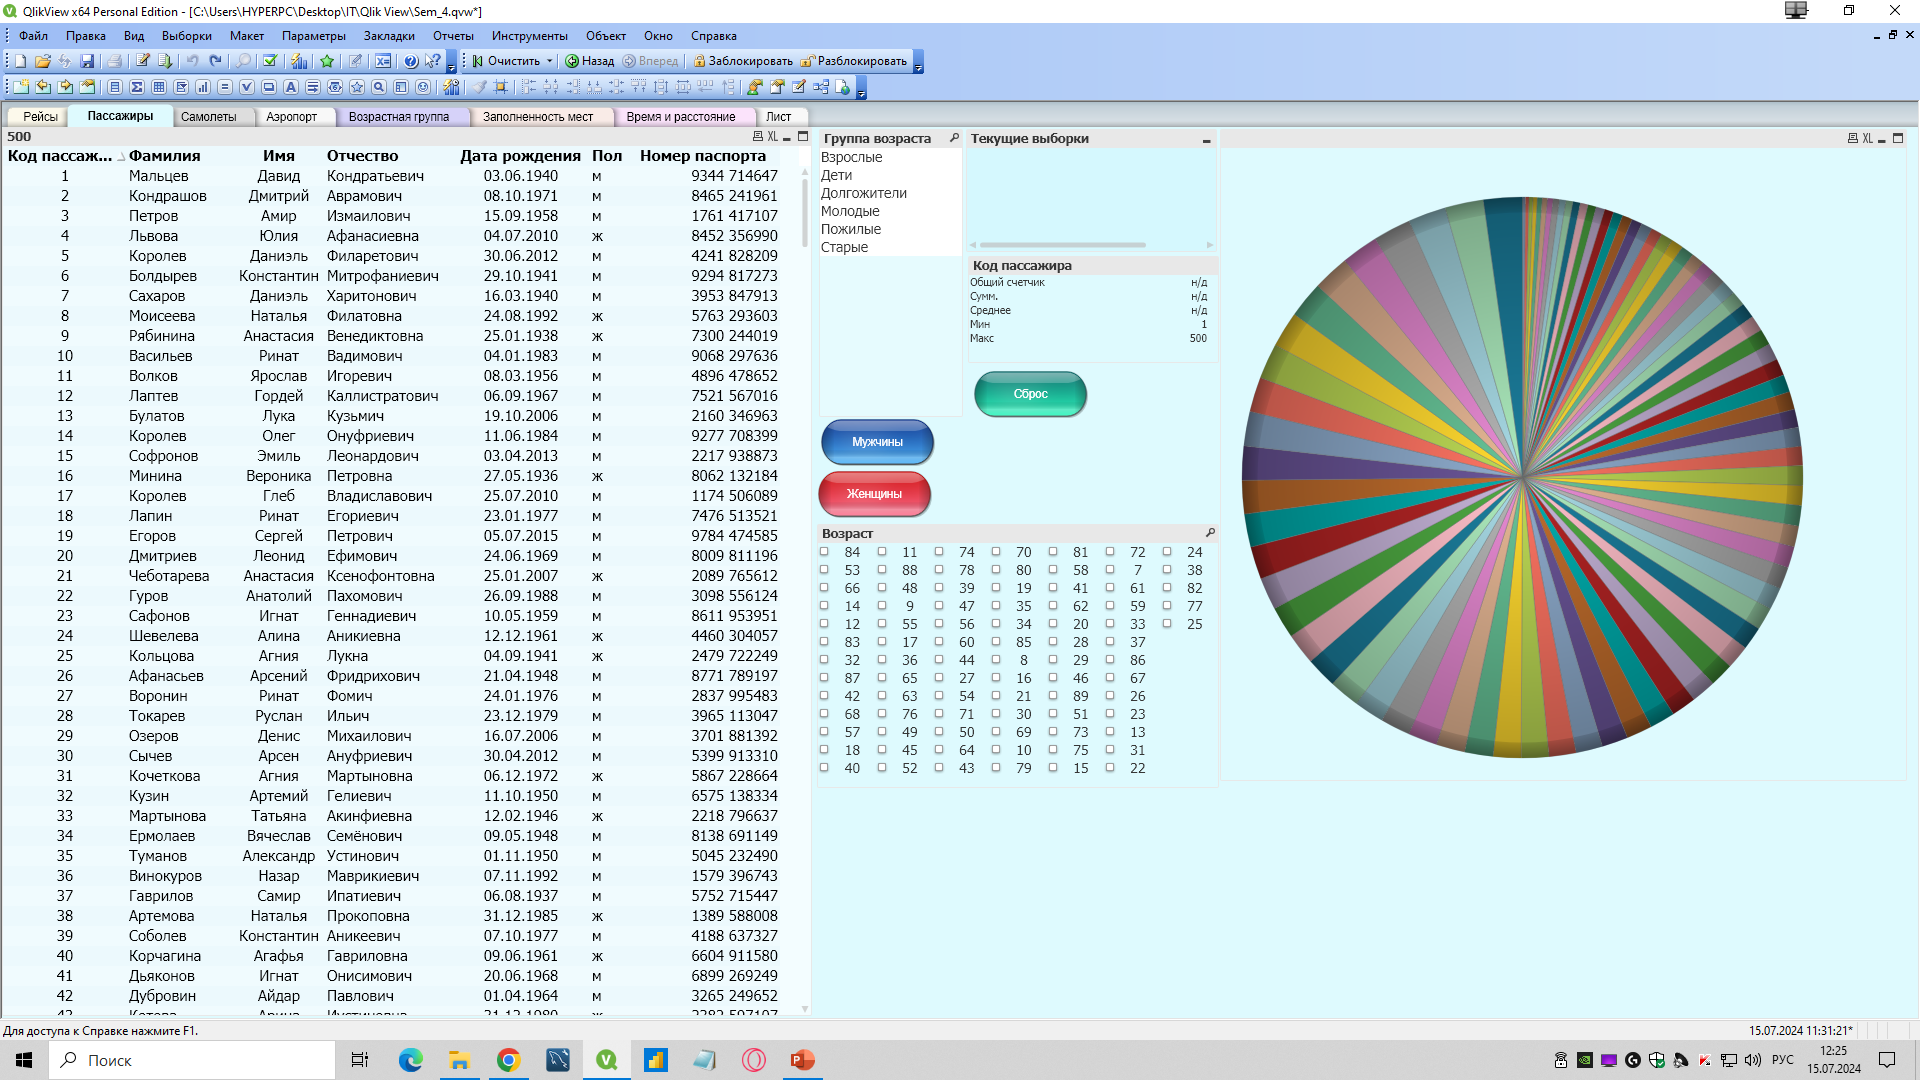 QlikView x64 Personal Edition - [C:\Users\HYPERPC\Desktop\IT\Qlik View\Sem_4.qvw*]
Файл Правка Вид Выборки Макет Параметры Закладки Отчеты Инструменты Объект Окно Справка
Очистить Назад Вперед Заблокировать Разблокировать
Рейсы Пассажиры Самолеты Аэропорт Возрастная группа Заполненность мест Время и расстояние Лист
500 XL
Код пассаж... Фамилия Имя Отчество Дата рождения Пол Номер паспорта
1 Мальцев Давид Кондратьевич 03.06.1940 м 9344 714647
2 Кондрашов Дмитрий Аврамович 08.10.1971 м 8465 241961
3 Петров Амир Измаилович 15.09.1958 м 1761 417107
4 Львова Юлия Афанасиевна 04.07.2010 ж 8452 356990
5 Королев Даниэль Филаретович 30.06.2012 м 4241 828209
6 Болдырев Константин Митрофаниевич 29.10.1941 м 9294 817273
7 Сахаров Даниэль Харитонович 16.03.1940 м 3953 847913
8 Моисеева Наталья Филатовна 24.08.1992 ж 5763 293603
9 Рябинина Анастасия Венедиктовна 25.01.1938 ж 7300 244019
10 Васильев Ринат Вадимович 04.01.1983 м 9068 297636
11 Волков Ярослав Игоревич 08.03.1956 м 4896 478652
12 Лаптев Гордей Каллистратович 06.09.1967 м 7521 567016
13 Булатов Лука Кузьмич 19.10.2006 м 2160 346963
14 Королев Олег Онуфриевич 11.06.1984 м 9277 708399
15 Софронов Эмиль Леонардович 03.04.2013 м 2217 938873
16 Минина Вероника Петровна 27.05.1936 ж 8062 132184
17 Королев Глеб Владиславович 25.07.2010 м 1174 506089
18 Лапин Ринат Егориевич 23.01.1977 м 7476 513521
19 Егоров Сергей Петрович 05.07.2015 м 9784 474585
20 Дмитриев Леонид Ефимович 24.06.1969 м 8009 811196
21 Чеботарева Анастасия Ксенофонтовна 25.01.2007 ж 2089 765612
22 Гуров Анатолий Пахомович 26.09.1988 м 3098 556124
23 Сафонов Игнат Геннадиевич 10.05.1959 м 8611 953951
24 Шевелева Алина Аникиевна 12.12.1961 ж 4460 304057
25 Кольцова Агния Лукна 04.09.1941 ж 2479 722249
26 Афанасьев Арсений Фридрихович 21.04.1948 м 8771 789197
27 Воронин Ринат Фомич 24.01.1976 м 2837 995483
28 Токарев Руслан Ильич 23.12.1979 м 3965 113047
29 Озеров Денис Михаилович 16.07.2006 м 3701 881392
30 Сычев Арсен Ануфриевич 30.04.2012 м 5399 913310
31 Кочеткова Агния Мартыновна 06.12.1972 ж 5867 228664
32 Кузин Артемий Гелиевич 11.10.1950 м 6575 138334
33 Мартынова Татьяна Акинфиевна 12.02.1946 ж 2218 796637
34 Ермолаев Вячеслав Семёнович 09.05.1948 м 8138 691149
35 Туманов Александр Устинович 01.11.1950 м 5045 232490
36 Винокуров Назар Маврикиевич 07.11.1992 м 1579 396743
37 Гаврилов Самир Ипатиевич 06.08.1937 м 5752 715447
38 Артемова Наталья Прокоповна 31.12.1985 ж 1389 588008
39 Соболев Константин Аникеевич 07.10.1977 м 4188 637327
40 Корчагина Агафья Гавриловна 09.06.1961 ж 6604 911580
41 Дьяконов Игнат Онисимович 20.06.1968 м 6899 269249
42 Дубровин Айдар Павлович 01.04.1964 м 3265 249652
Группа возраста
Взрослые
Дети
Долгожители
Молодые
Пожилые
Старые
Текущие выборки
Код пассажира
Общий счетчик н/д
Сумм. н/д
Среднее н/д
Мин 1
Макс 500
Сброс
Мужчины
Женщины
Возраст
84 11 74 70 81 72 24
53 88 78 80 58 7 38
66 48 39 19 41 61 82
14 9 47 35 62 59 77
12 55 56 34 20 33 25
83 17 60 85 28 37
32 36 44 8 29 86
87 65 27 16 46 67
42 63 54 21 89 26
68 76 71 30 51 23
57 49 50 69 73 13
18 45 64 10 75 31
40 52 43 79 15 22
XL
Для доступа к Справке нажмите F1.
15.07.2024 11:31:21*
Поиск
РУС
12:25
15.07.2024